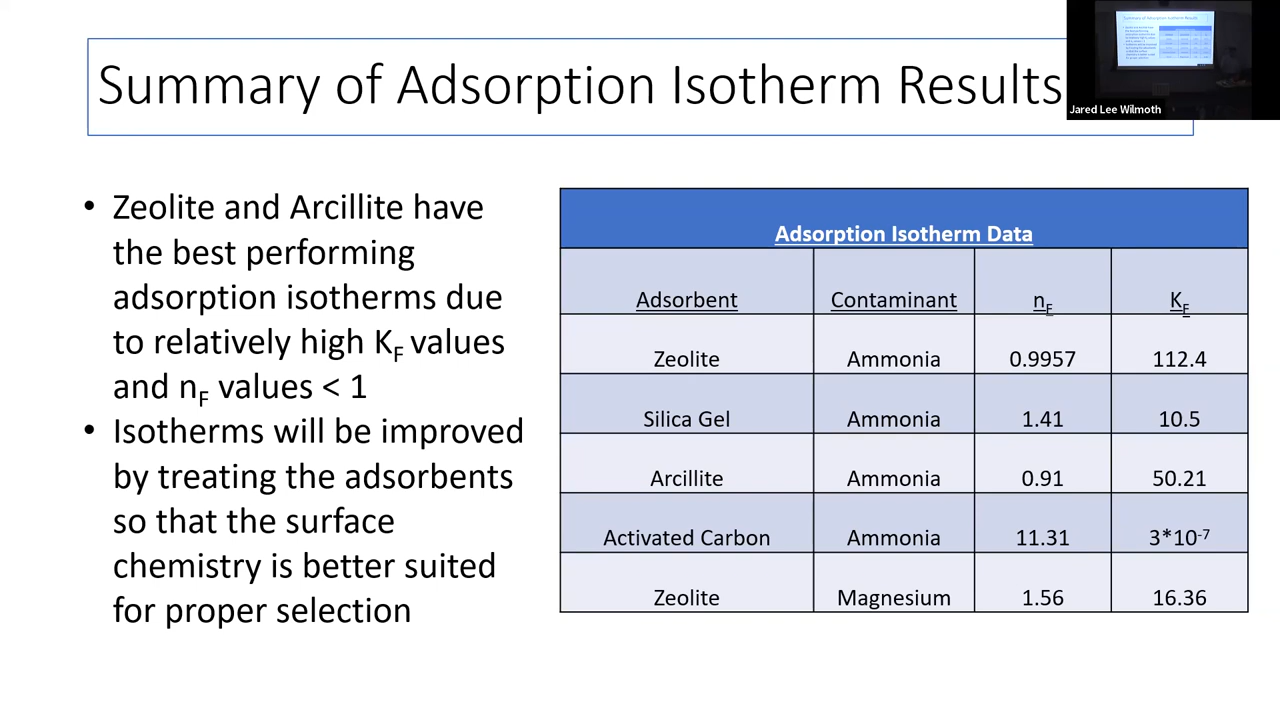 Summary of Adsorption Isotherm Results
Jared Lee Wilmoth
• Zeolite and Arcillite have
the best performing
adsorption isotherms due
to relatively high KF values
and nF values < 1
• Isotherms will be improved
by treating the adsorbents
so that the surface
chemistry is better suited
for proper selection
Adsorption Isotherm Data
Adsorbent Contaminant nF KF
Zeolite Ammonia 0.9957 112.4
Silica Gel Ammonia 1.41 10.5
Arcillite Ammonia 0.91 50.21
Activated Carbon Ammonia 11.31 3*10-7
Zeolite Magnesium 1.56 16.36